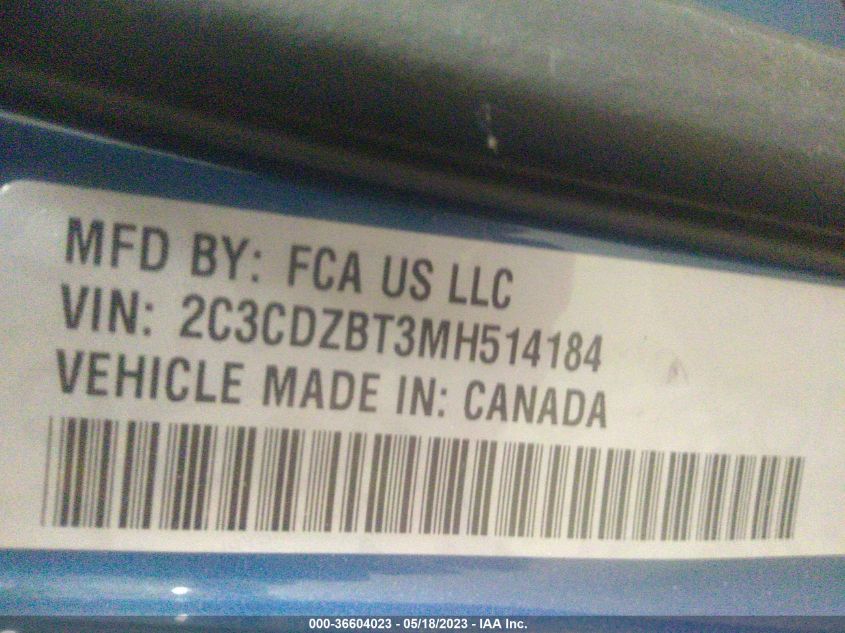 MFD BY: FCA US LLC
VIN: 2C3CDZBT3MH514184
VEHICLE MADE IN: CANADA
000-36604023 - 05/18/2023 - IAA Inc.